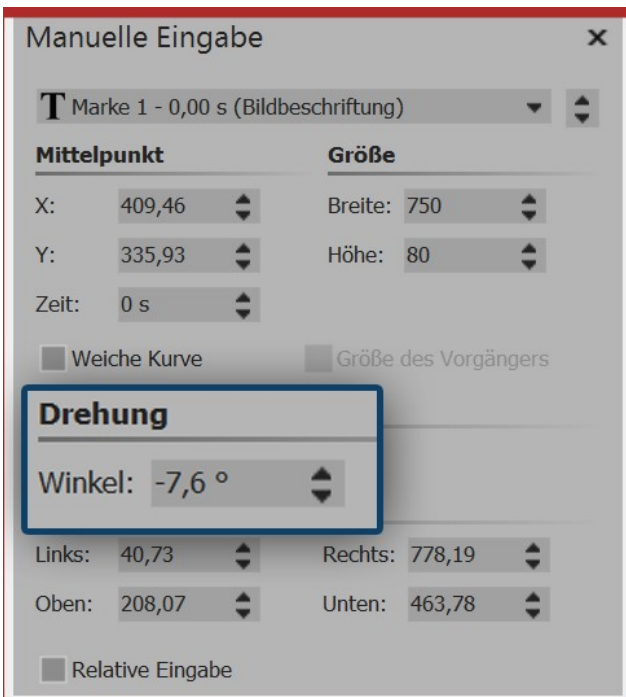 Manuelle Eingabe
T Marke 1 - 0,00 s (Bildbeschriftung)
Mittelpunkt Größe
X: 409,46 Breite: 750
Y: 335,93 Höhe: 80
Zeit: 0 s
Weiche Kurve Größe des Vorgängers
Drehung
Winkel: -7,6 °
Links: 40,73 Rechts: 778,19
Oben: 208,07 Unten: 463,78
Relative Eingabe